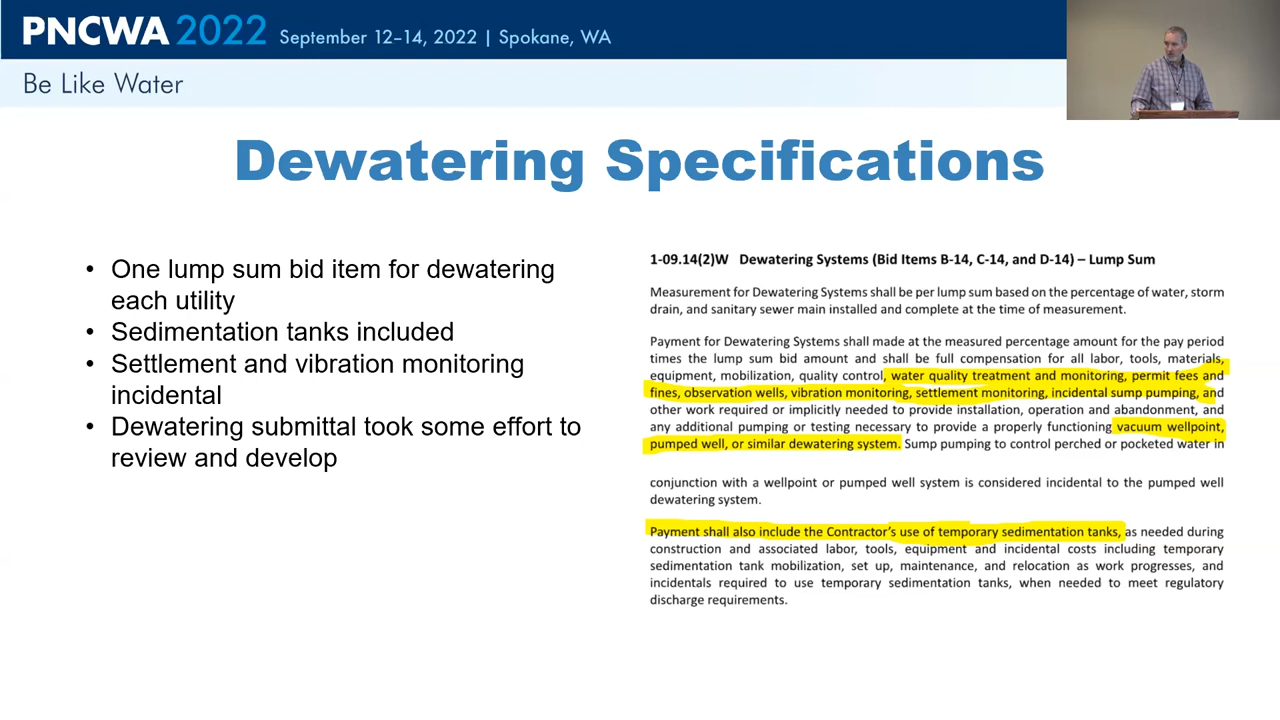 PNCWA 2022 September 12–14, 2022 | Spokane, WA
Be Like Water
Dewatering Specifications
• One lump sum bid item for dewatering
each utility
• Sedimentation tanks included
• Settlement and vibration monitoring
incidental
• Dewatering submittal took some effort to
review and develop
1-09.14(2)W Dewatering Systems (Bid Items B-14, C-14, and D-14) – Lump Sum
Measurement for Dewatering Systems shall be per lump sum based on the percentage of water, storm
drain, and sanitary sewer main installed and complete at the time of measurement.
Payment for Dewatering Systems shall made at the measured percentage amount for the pay period
times the lump sum bid amount and shall be full compensation for all labor, tools, materials,
equipment, mobilization, quality control, water quality treatment and monitoring, permit fees and
fines, observation wells, vibration monitoring, settlement monitoring, incidental sump pumping, and
other work required or implicitly needed to provide installation, operation and abandonment, and
any additional pumping or testing necessary to provide a properly functioning vacuum wellpoint,
pumped well, or similar dewatering system. Sump pumping to control perched or pocketed water in
conjunction with a wellpoint or pumped well system is considered incidental to the pumped well
dewatering system.
Payment shall also include the Contractor's use of temporary sedimentation tanks, as needed during
construction and associated labor, tools, equipment and incidental costs including temporary
sedimentation tank mobilization, set up, maintenance, and relocation as work progresses, and
incidentals required to use temporary sedimentation tanks, when needed to meet regulatory
discharge requirements.